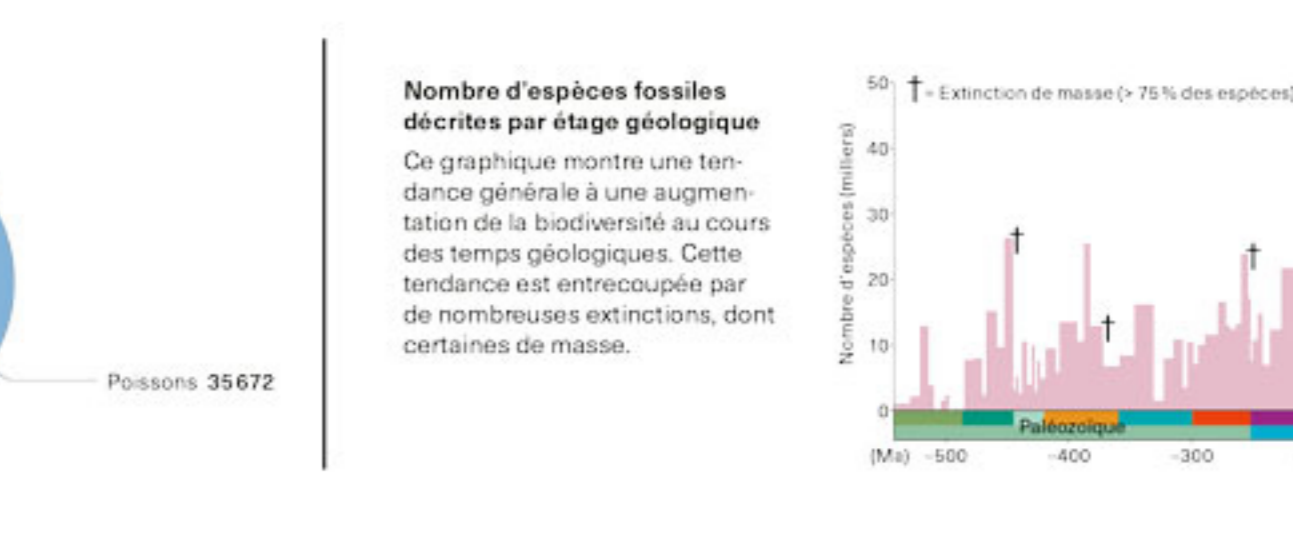 Poissons 35672
Nombre d'espèces fossiles
décrites par étage géologique
Ce graphique montre une ten-
dance générale à une augmen-
tation de la biodiversité au cours
des temps géologiques. Cette
tendance est entrecoupée par
de nombreuses extinctions, dont
certaines de masse.
† = Extinction de masse (> 75 % des espèces)
Nombre d'espèces (milliers)
50
40
30
20
10
0
Paléozoïque
(Ma) -500 -400 -300